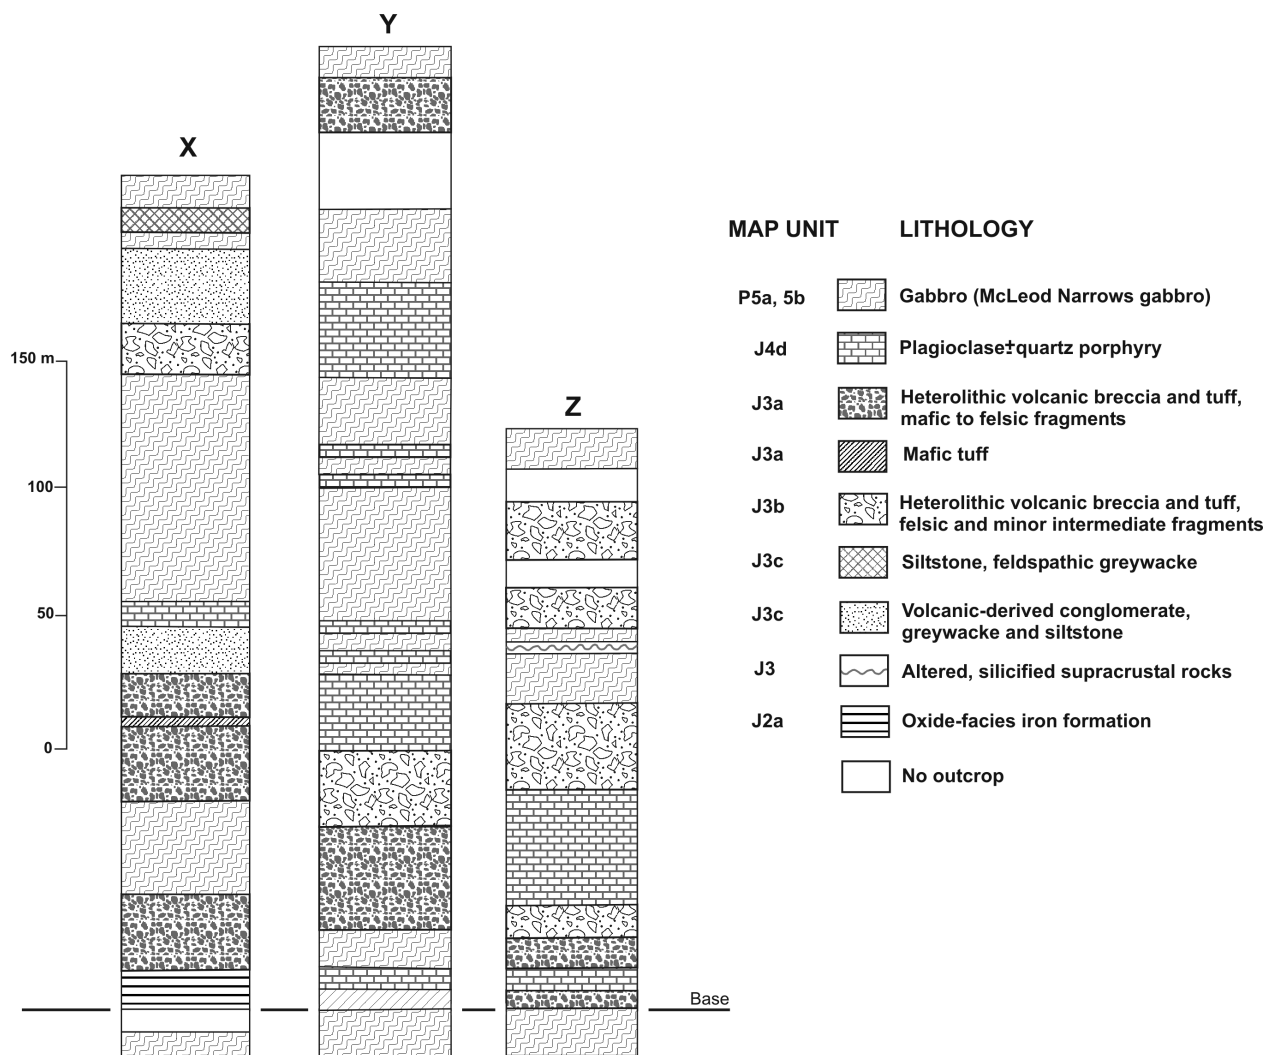 Y
X
Z
150 m
100
50
0
Base
MAP UNIT LITHOLOGY
P5a, 5b Gabbro (McLeod Narrows gabbro)
J4d Plagioclase±quartz porphyry
J3a Heterolithic volcanic breccia and tuff,
mafic to felsic fragments
J3a Mafic tuff
J3b Heterolithic volcanic breccia and tuff,
felsic and minor intermediate fragments
J3c Siltstone, feldspathic greywacke
J3c Volcanic-derived conglomerate,
greywacke and siltstone
J3 Altered, silicified supracrustal rocks
J2a Oxide-facies iron formation
No outcrop